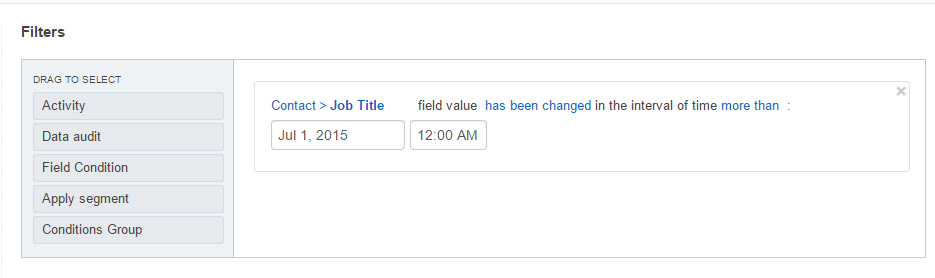 Filters
DRAG TO SELECT
Activity
Data audit
Field Condition
Apply segment
Conditions Group
Contact > Job Title field value has been changed in the interval of time more than :
Jul 1, 2015 12:00 AM